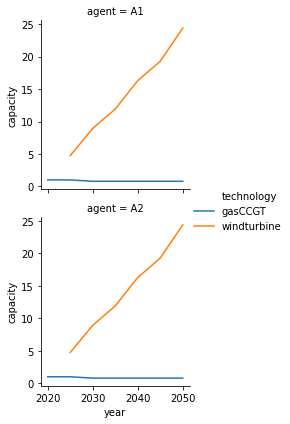 agent = A1
25
20
15
10
5
0
capacity
agent = A2
25
20
15
10
5
0
capacity
2020 2030 2040 2050
year
technology
gasCCGT
windturbine